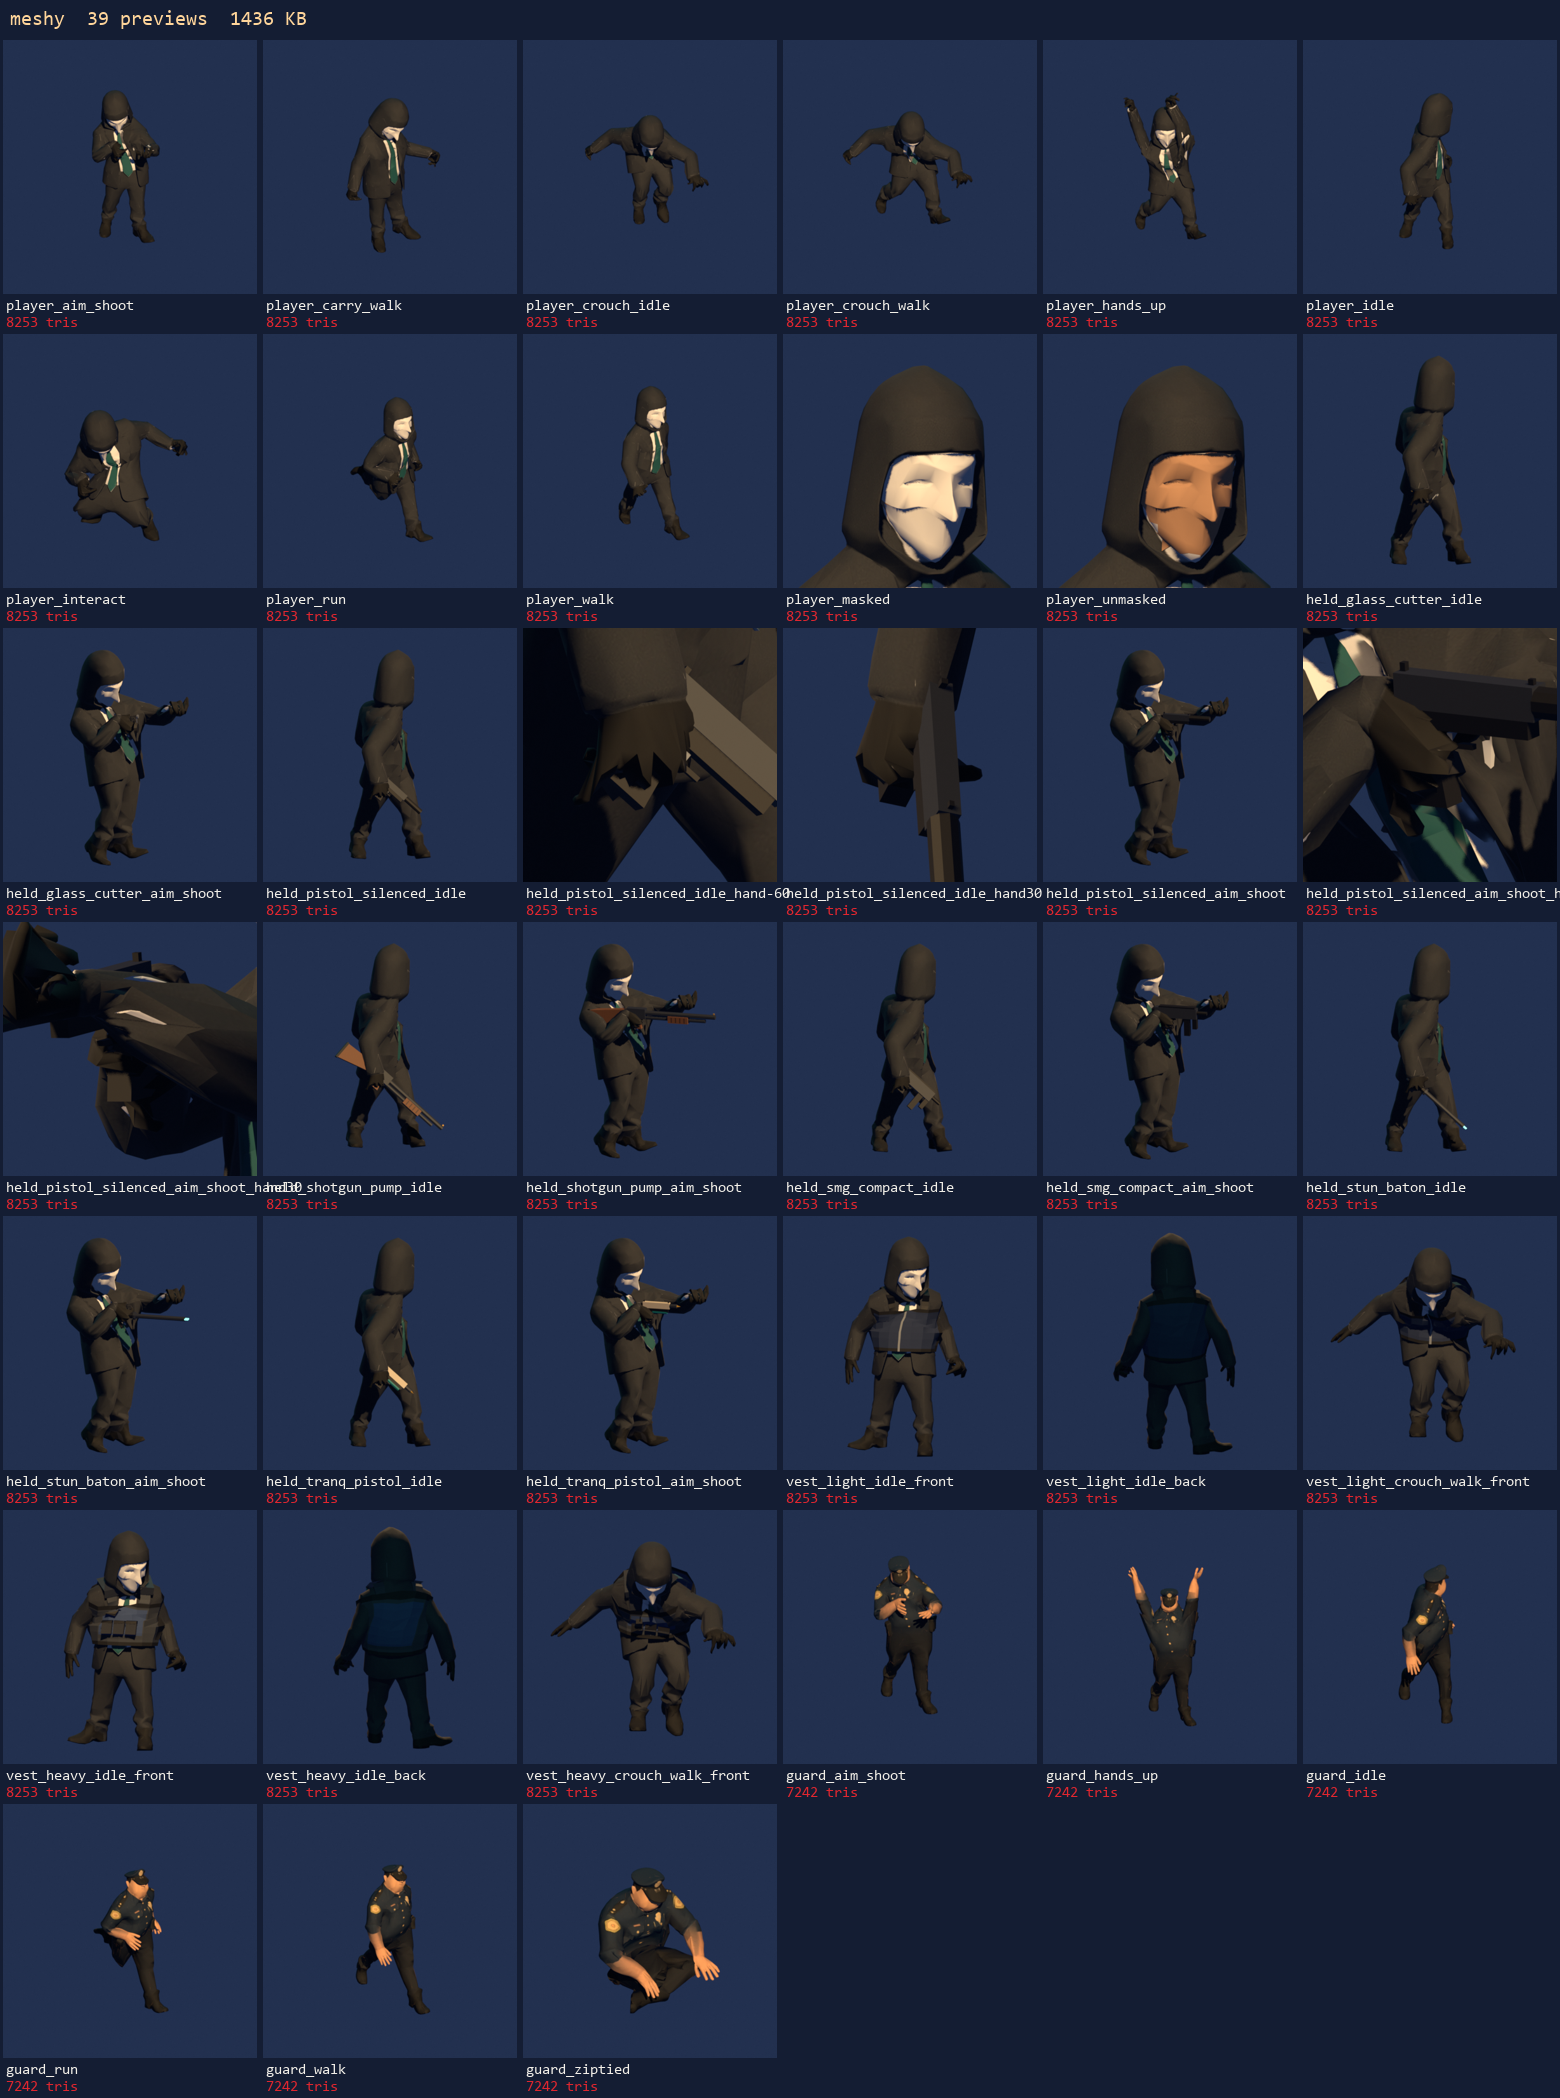 meshy  39 previews  1436 KB
player_aim_shoot
8253 tris
player_carry_walk
8253 tris
player_crouch_idle
8253 tris
player_crouch_walk
8253 tris
player_hands_up
8253 tris
player_idle
8253 tris
player_interact
8253 tris
player_run
8253 tris
player_walk
8253 tris
player_masked
8253 tris
player_unmasked
8253 tris
held_glass_cutter_idle
8253 tris
held_glass_cutter_aim_shoot
8253 tris
held_pistol_silenced_idle
8253 tris
held_pistol_silenced_idle_hand-60
8253 tris
held_pistol_silenced_idle_hand30
8253 tris
held_pistol_silenced_aim_shoot
8253 tris
held_pistol_silenced_aim_shoot_h
8253 tris
held_pistol_silenced_aim_shoot_hand30
8253 tris
held_shotgun_pump_idle
8253 tris
held_shotgun_pump_aim_shoot
8253 tris
held_smg_compact_idle
8253 tris
held_smg_compact_aim_shoot
8253 tris
held_stun_baton_idle
8253 tris
held_stun_baton_aim_shoot
8253 tris
held_tranq_pistol_idle
8253 tris
held_tranq_pistol_aim_shoot
8253 tris
vest_light_idle_front
8253 tris
vest_light_idle_back
8253 tris
vest_light_crouch_walk_front
8253 tris
vest_heavy_idle_front
8253 tris
vest_heavy_idle_back
8253 tris
vest_heavy_crouch_walk_front
8253 tris
guard_aim_shoot
7242 tris
guard_hands_up
7242 tris
guard_idle
7242 tris
guard_run
7242 tris
guard_walk
7242 tris
guard_ziptied
7242 tris